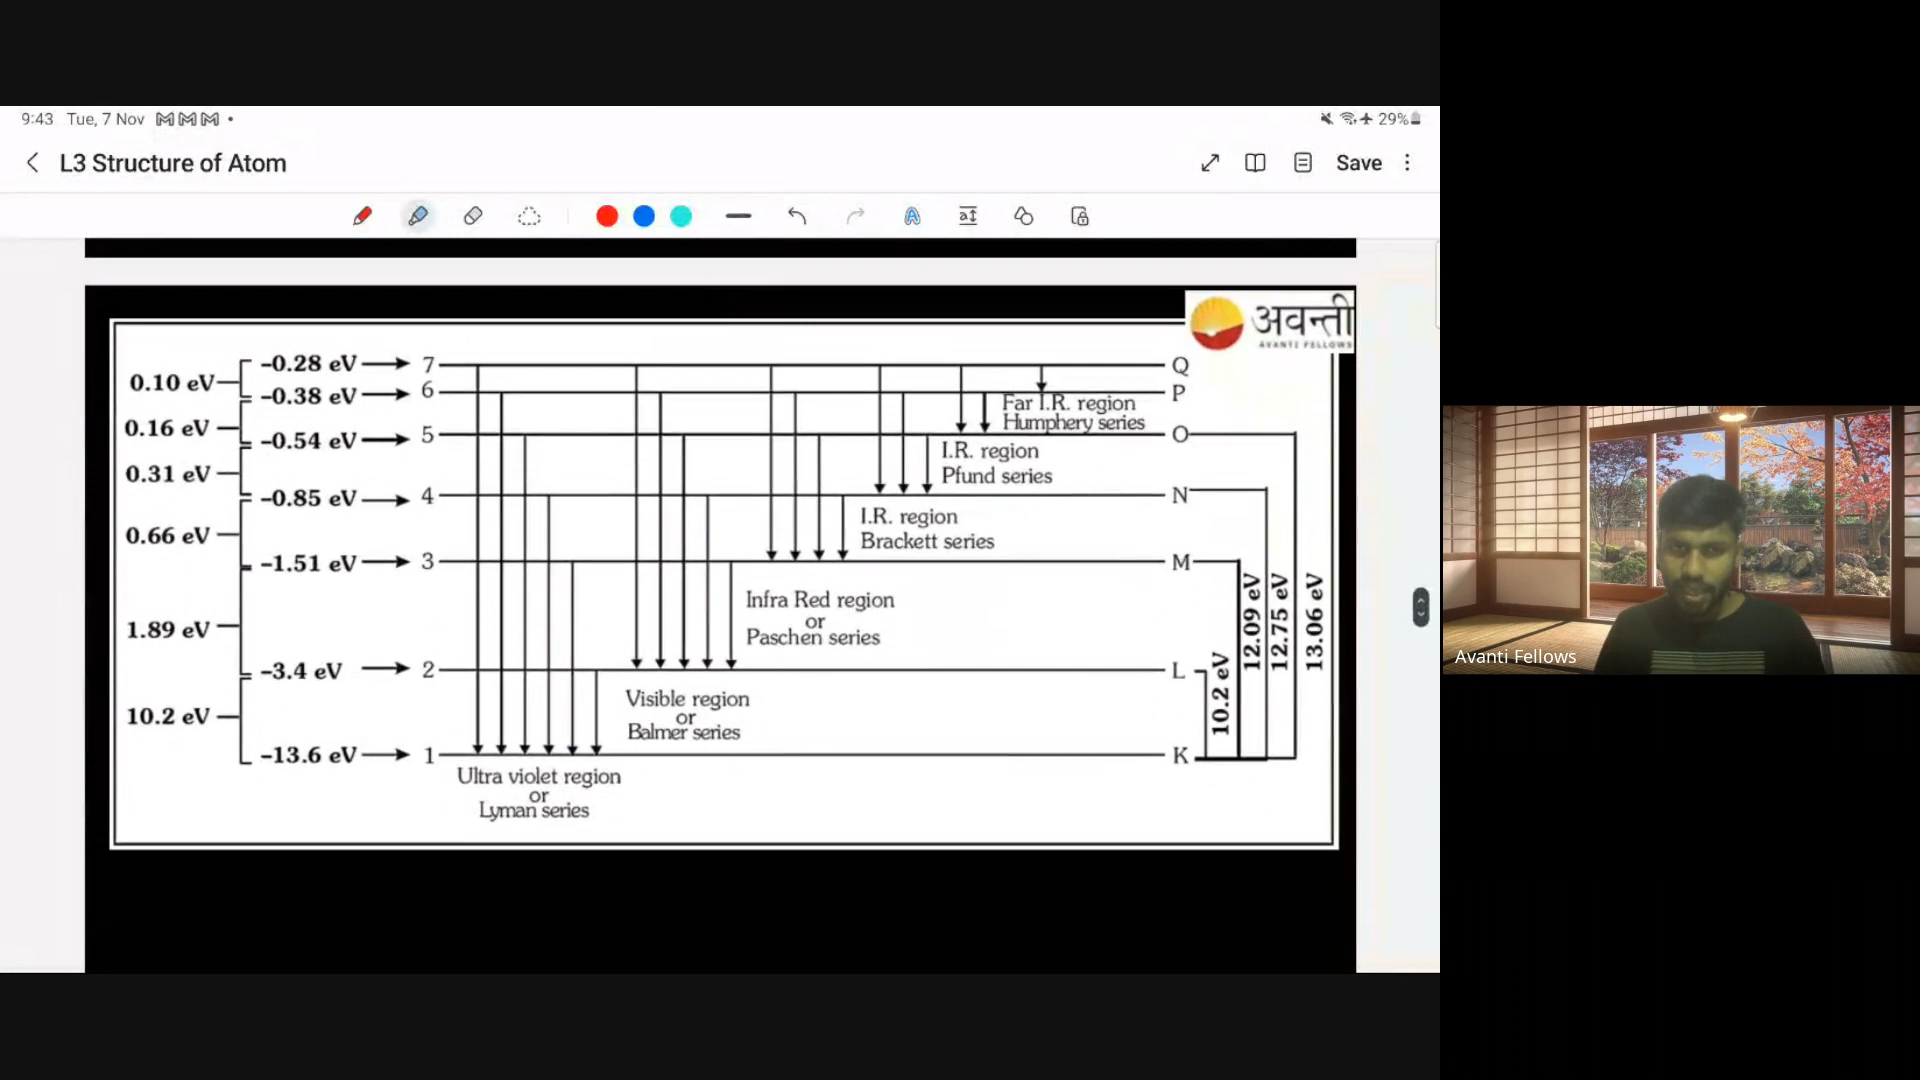 9:43 Tue, 7 Nov
29%
L3 Structure of Atom
Save
अवन्ती
AVANTI FELLOWS
-0.28 eV 7 Q
0.10 eV
-0.38 eV 6 P
Far I.R. region
Humphery series
0.16 eV
-0.54 eV 5 O
I.R. region
Pfund series
0.31 eV
-0.85 eV 4 N
I.R. region
Brackett series
0.66 eV
-1.51 eV 3 M
Infra Red region
or
Paschen series
1.89 eV
-3.4 eV 2 L
Visible region
or
Balmer series
10.2 eV
-13.6 eV 1 K
Ultra violet region
or
Lyman series
10.2 eV
12.09 eV
12.75 eV
13.06 eV
Avanti Fellows